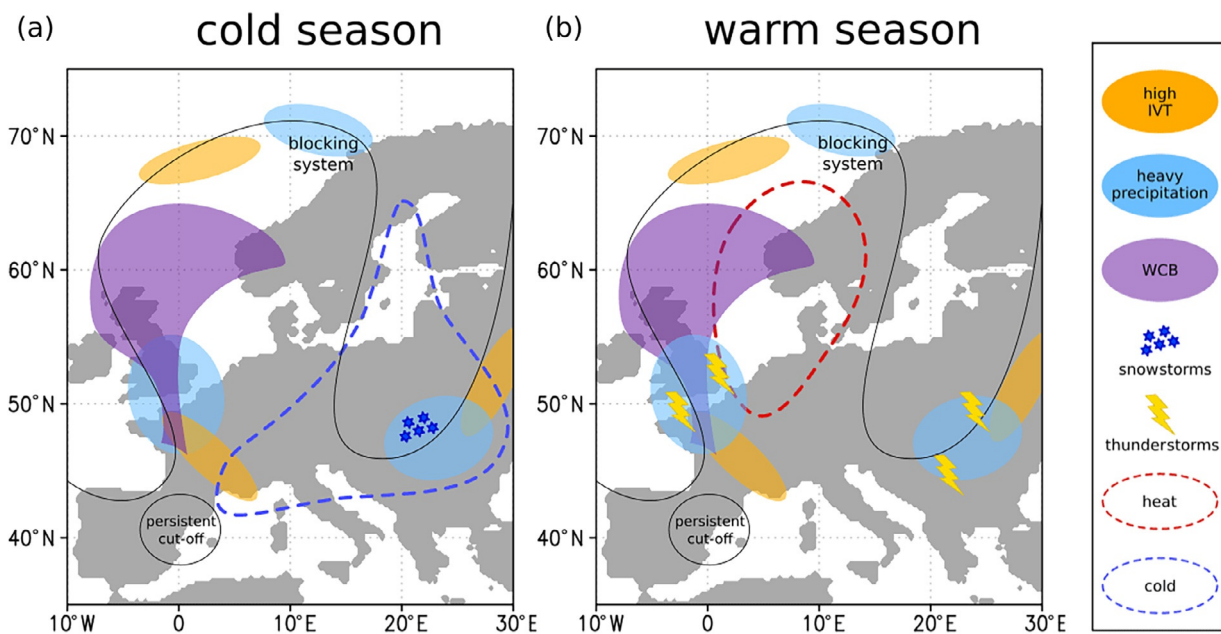 (a) cold season
(b) warm season
70°N
60°N
50°N
40°N
10°W 0 10°E 20°E 30°E
blocking
system
persistent
cut-off
70°N
60°N
50°N
40°N
10°W 0 10°E 20°E 30°E
blocking
system
persistent
cut-off
high
IVT
heavy
precipitation
WCB
snowstorms
thunderstorms
heat
cold